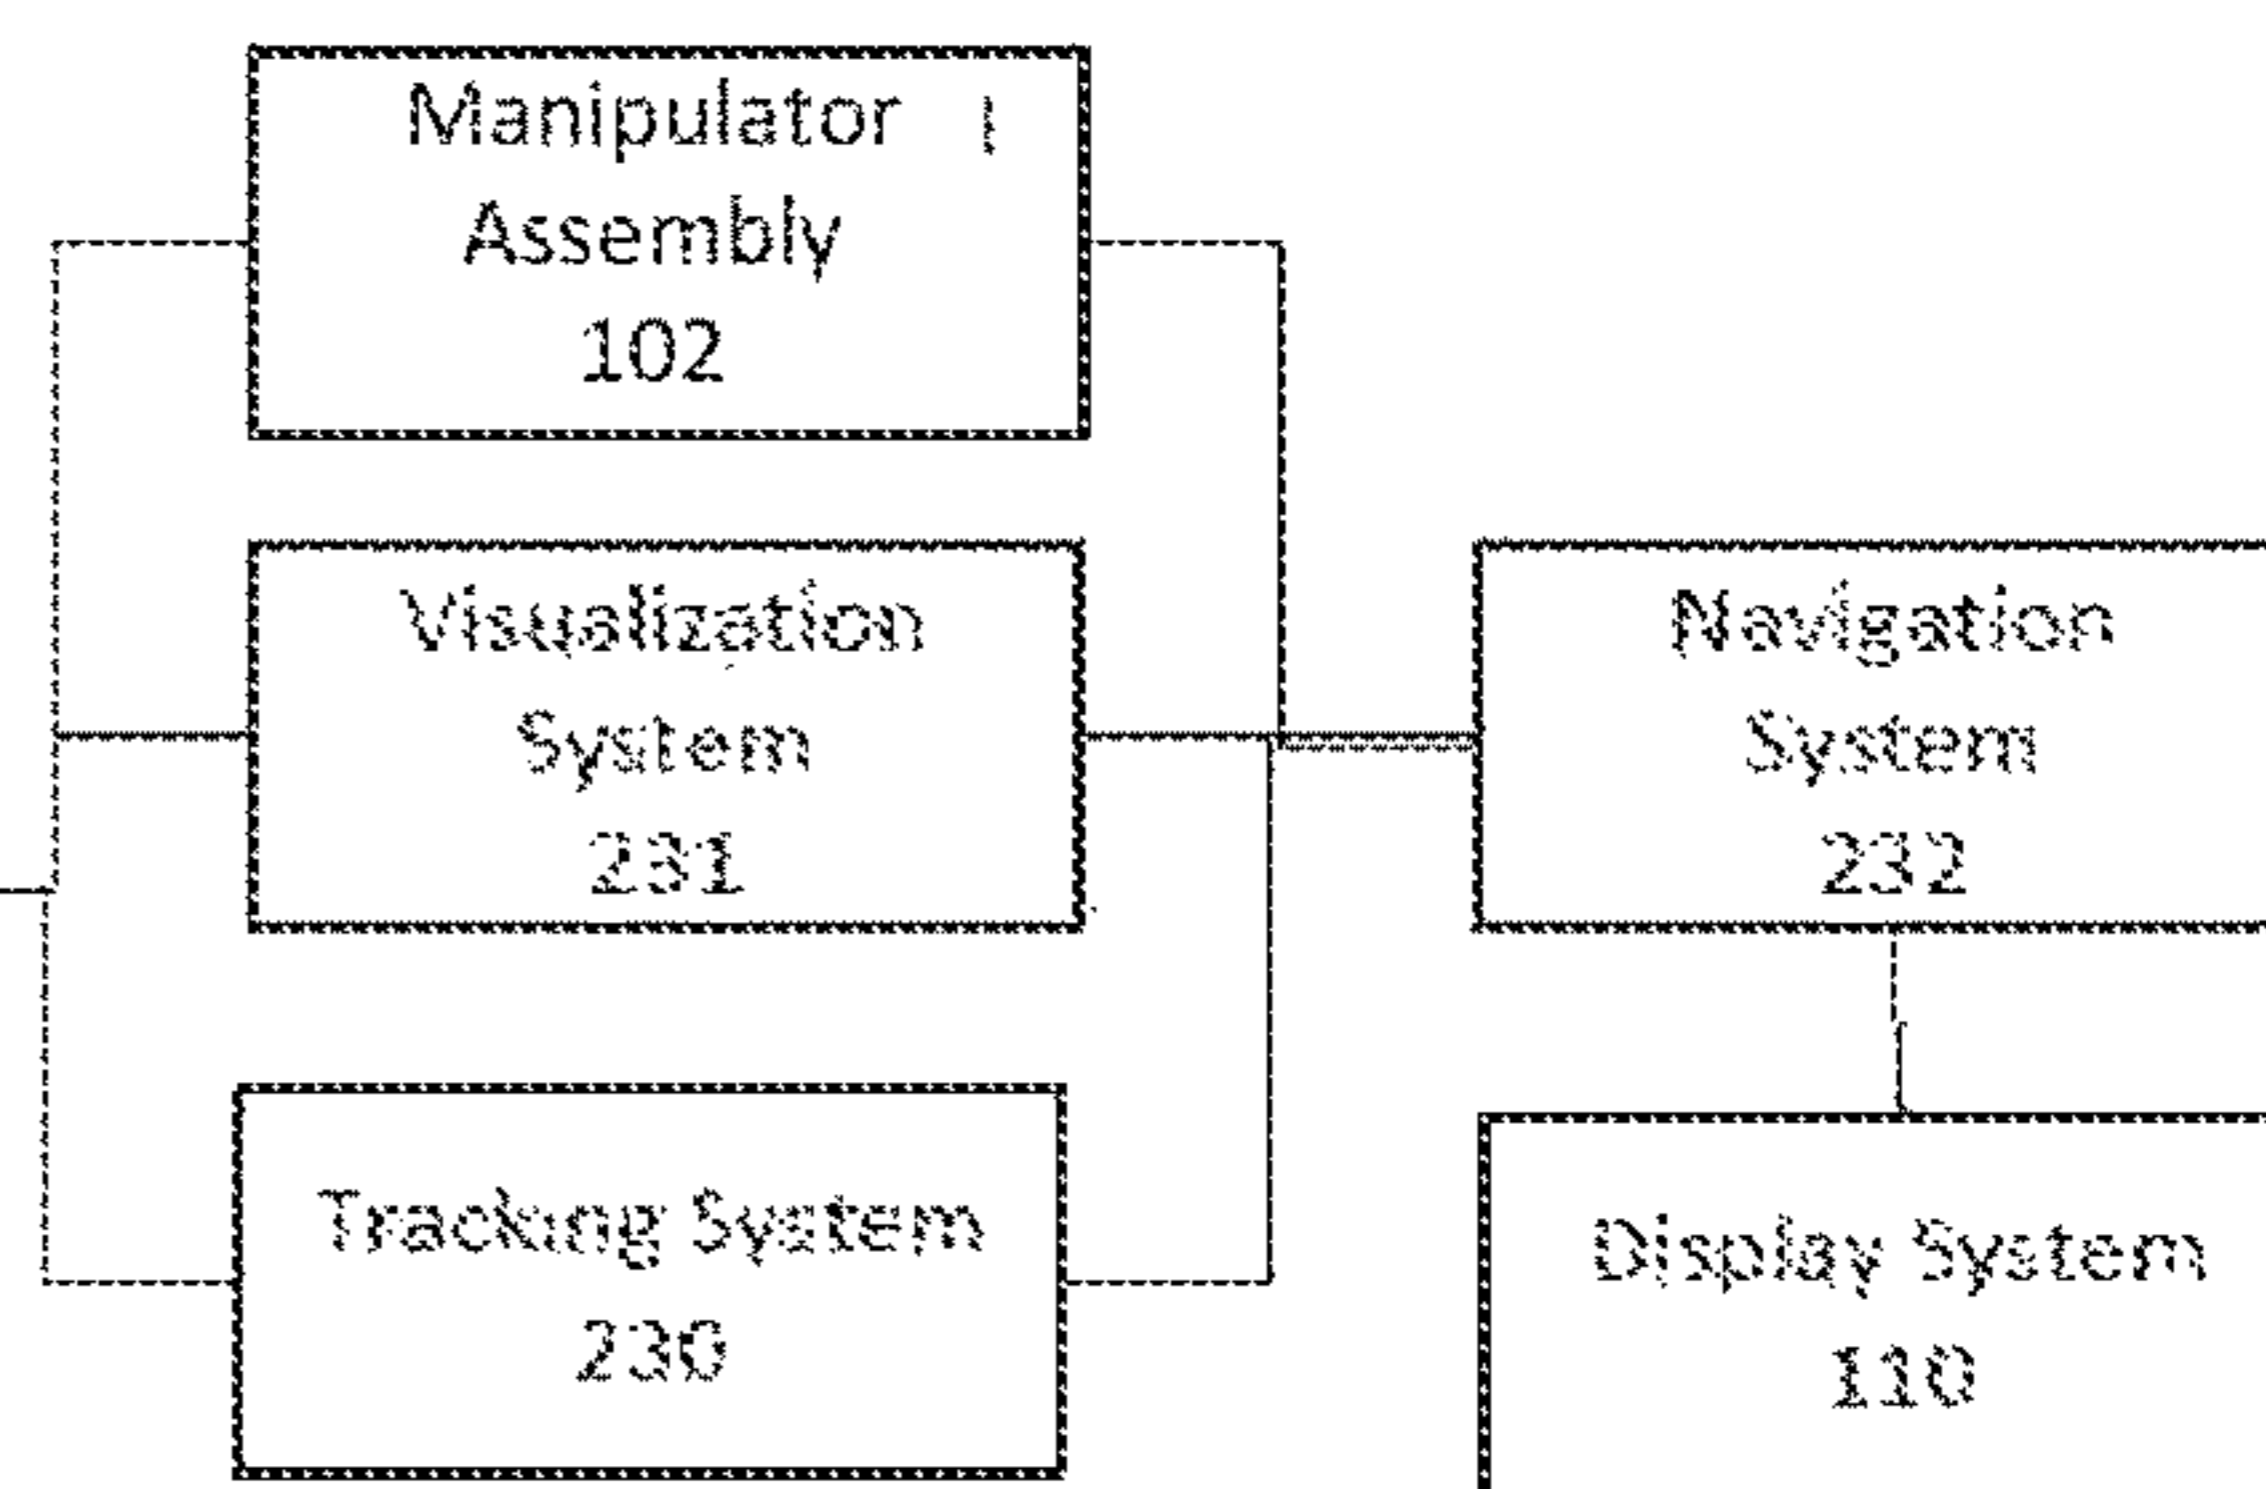 Manipulator
Assembly
102
Visualization
System
231
Navigation
System
232
Tracking System
230
Display System
110